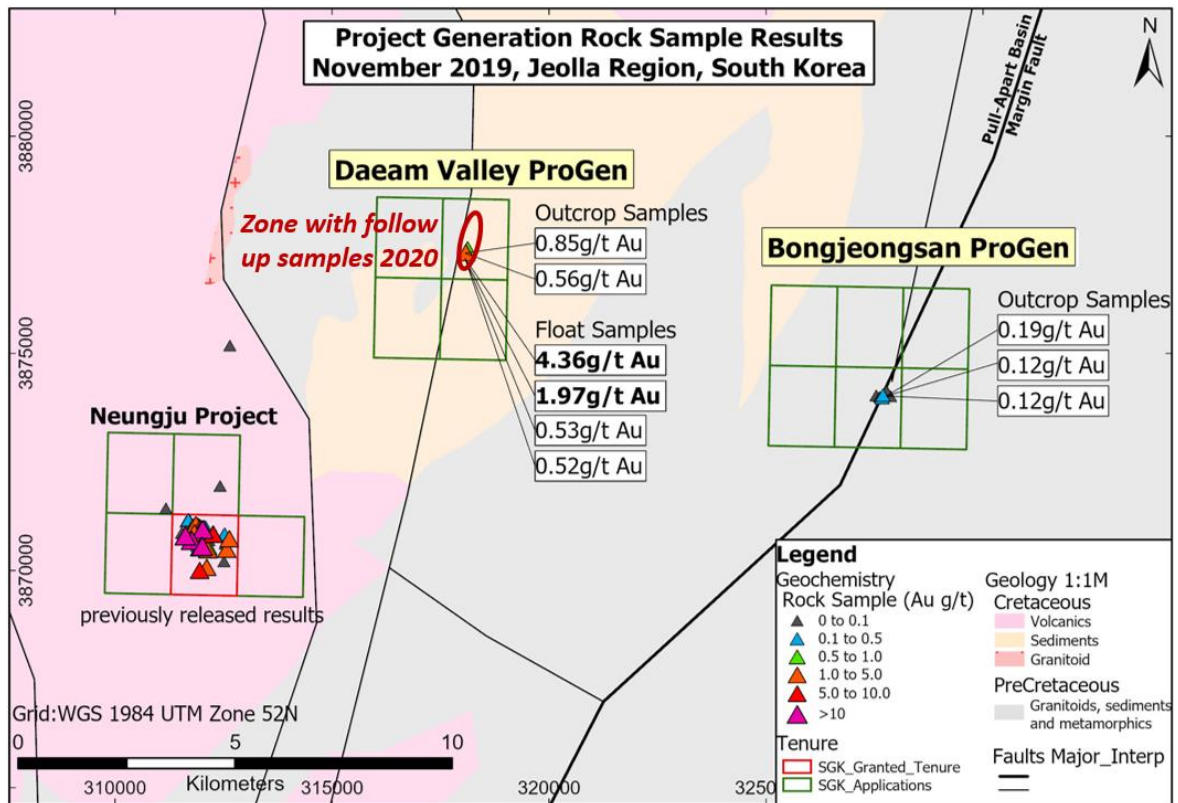 Project Generation Rock Sample Results
November 2019, Jeolla Region, South Korea
N
Pull-Apart Basin
Margin Fault
3880000
3875000
3870000
Daeam Valley ProGen
Zone with follow
up samples 2020
Outcrop Samples
0.85g/t Au
0.56g/t Au
Float Samples
4.36g/t Au
1.97g/t Au
0.53g/t Au
0.52g/t Au
Bongjeongsan ProGen
Outcrop Samples
0.19g/t Au
0.12g/t Au
0.12g/t Au
Neungju Project
previously released results
Grid:WGS 1984 UTM Zone 52N
0 5 10
Kilometers
310000 315000 320000 3250
Legend
Geochemistry
Rock Sample (Au g/t)
0 to 0.1
0.1 to 0.5
0.5 to 1.0
1.0 to 5.0
5.0 to 10.0
>10
Tenure
SGK_Granted_Tenure
SGK_Applications
Geology 1:1M
Cretaceous
Volcanics
Sediments
Granitoid
PreCretaceous
Granitoids, sediments
and metamorphics
Faults Major_Interp